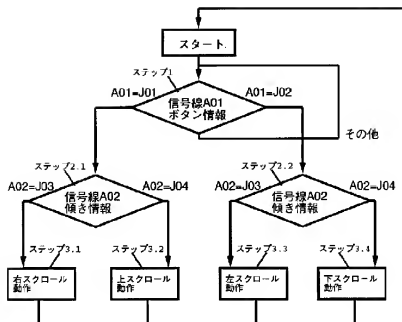 スタート.
ステップ1
A01=J01
A01=J02
信号線A01
ボタン情報
その他
ステップ2.1
ステップ2.2
A02=J03
A02=J04
信号線A02
傾き情報
A02=J03
A02=J04
信号線A02
傾き情報
ステップ3.1
ステップ3.2
ステップ3.3
ステップ3.4
右スクロール
動作
上スクロール
動作
左スクロール
動作
下スクロール
動作